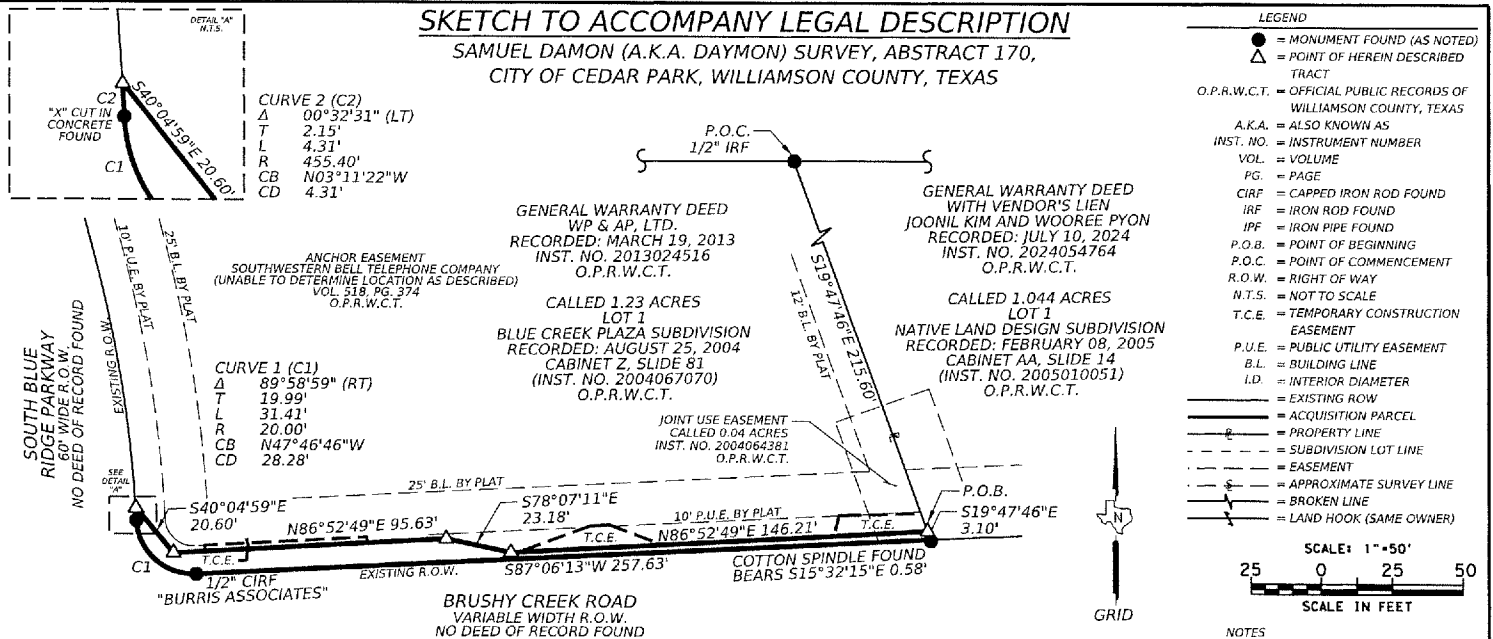 SKETCH TO ACCOMPANY LEGAL DESCRIPTION
SAMUEL DAMON (A.K.A. DAYMON) SURVEY, ABSTRACT 170,
CITY OF CEDAR PARK, WILLIAMSON COUNTY, TEXAS
DETAIL "A"
N.T.S.
C2
"X" CUT IN
CONCRETE
FOUND
C1
S40°04'59"E 20.60'
CURVE 2 (C2)
Δ 00°32'31" (LT)
T 2.15'
L 4.31'
R 455.40'
CB N03°11'22"W
CD 4.31'
P.O.C.
1/2" IRF
GENERAL WARRANTY DEED
WP & AP, LTD.
RECORDED: MARCH 19, 2013
INST. NO. 2013024516
O.P.R.W.C.T.
CALLED 1.23 ACRES
LOT 1
BLUE CREEK PLAZA SUBDIVISION
RECORDED: AUGUST 25, 2004
CABINET Z, SLIDE 81
(INST. NO. 2004067070)
O.P.R.W.C.T.
S19°47'46"E 215.60'
12' B.L. BY PLAT
GENERAL WARRANTY DEED
WITH VENDOR'S LIEN
JOONIL KIM AND WOOREE PYON
RECORDED: JULY 10, 2024
INST. NO. 2024054764
O.P.R.W.C.T.
CALLED 1.044 ACRES
LOT 1
NATIVE LAND DESIGN SUBDIVISION
RECORDED: FEBRUARY 08, 2005
CABINET AA, SLIDE 14
(INST. NO. 2005010051)
O.P.R.W.C.T.
ANCHOR EASEMENT
SOUTHWESTERN BELL TELEPHONE COMPANY
(UNABLE TO DETERMINE LOCATION AS DESCRIBED)
VOL. 518, PG. 374
O.P.R.W.C.T.
10' P.U.E. BY PLAT
25' B.L. BY PLAT
EXISTING R.O.W.
SOUTH BLUE
RIDGE PARKWAY
60' WIDE R.O.W.
NO DEED OF RECORD FOUND
CURVE 1 (C1)
Δ 89°58'59" (RT)
T 19.99'
L 31.41'
R 20.00'
CB N47°46'46"W
CD 28.28'
JOINT USE EASEMENT
CALLED 0.04 ACRES
INST. NO. 2004064381
O.P.R.W.C.T.
SEE
DETAIL
"A"
S40°04'59"E
20.60'
25' B.L. BY PLAT
S78°07'11"E
23.18'
N86°52'49"E 95.63'
10' P.U.E. BY PLAT
N86°52'49"E 146.21'
T.C.E.
T.C.E.
T.C.E.
P.O.B.
S19°47'46"E
3.10'
C1
1/2" CIRF
"BURRIS ASSOCIATES"
EXISTING R.O.W.
S87°06'13"W 257.63'
COTTON SPINDLE FOUND
BEARS S15°32'15"E 0.58'
BRUSHY CREEK ROAD
VARIABLE WIDTH R.O.W.
NO DEED OF RECORD FOUND
N
GRID
LEGEND
= MONUMENT FOUND (AS NOTED)
= POINT OF HEREIN DESCRIBED
TRACT
O.P.R.W.C.T. = OFFICIAL PUBLIC RECORDS OF
WILLIAMSON COUNTY, TEXAS
A.K.A. = ALSO KNOWN AS
INST. NO. = INSTRUMENT NUMBER
VOL. = VOLUME
PG. = PAGE
CIRF = CAPPED IRON ROD FOUND
IRF = IRON ROD FOUND
IPF = IRON PIPE FOUND
P.O.B. = POINT OF BEGINNING
P.O.C. = POINT OF COMMENCEMENT
R.O.W. = RIGHT OF WAY
N.T.S. = NOT TO SCALE
T.C.E. = TEMPORARY CONSTRUCTION
EASEMENT
P.U.E. = PUBLIC UTILITY EASEMENT
B.L. = BUILDING LINE
I.D. = INTERIOR DIAMETER
= EXISTING ROW
= ACQUISITION PARCEL
= PROPERTY LINE
= SUBDIVISION LOT LINE
= EASEMENT
= APPROXIMATE SURVEY LINE
= BROKEN LINE
= LAND HOOK (SAME OWNER)
SCALE: 1"=50'
25 0 25 50
SCALE IN FEET
NOTES